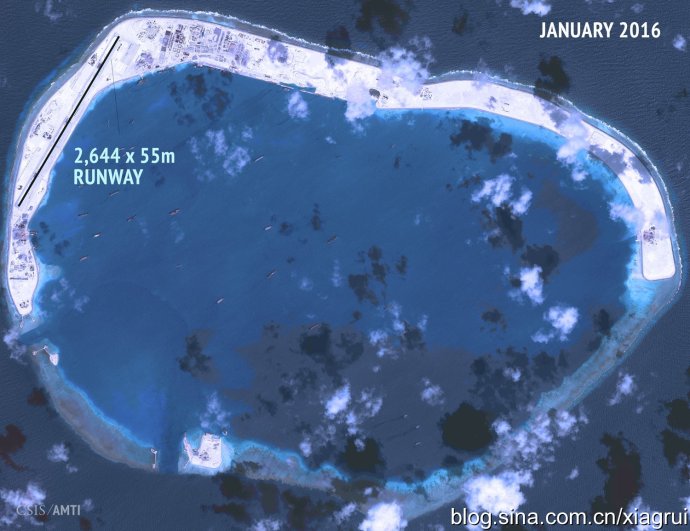 JANUARY 2016
2,644 x 55m
RUNWAY
CSIS/AMTI
blog.sina.com.cn/xiagrui